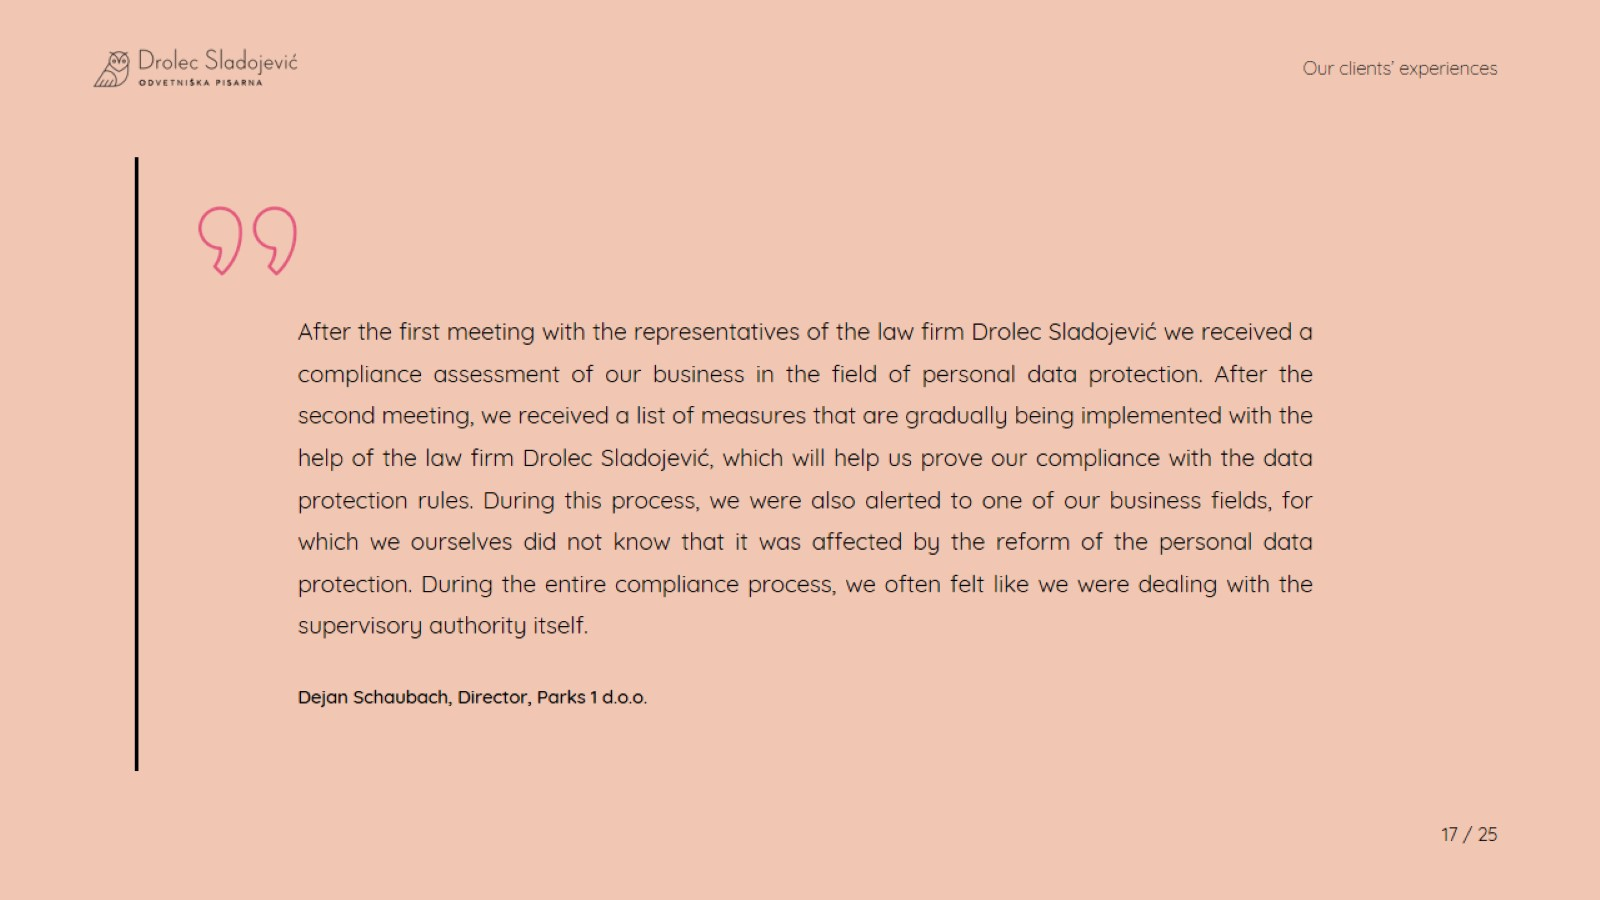 Drolec Sladojević
ODVETNIŠKA PISARNA
Our clients' experiences
After the first meeting with the representatives of the law firm Drolec Sladojević we received a
compliance assessment of our business in the field of personal data protection. After the
second meeting, we received a list of measures that are gradually being implemented with the
help of the law firm Drolec Sladojević, which will help us prove our compliance with the data
protection rules. During this process, we were also alerted to one of our business fields, for
which we ourselves did not know that it was affected by the reform of the personal data
protection. During the entire compliance process, we often felt like we were dealing with the
supervisory authority itself.
Dejan Schaubach, Director, Parks 1 d.o.o.
17 / 25